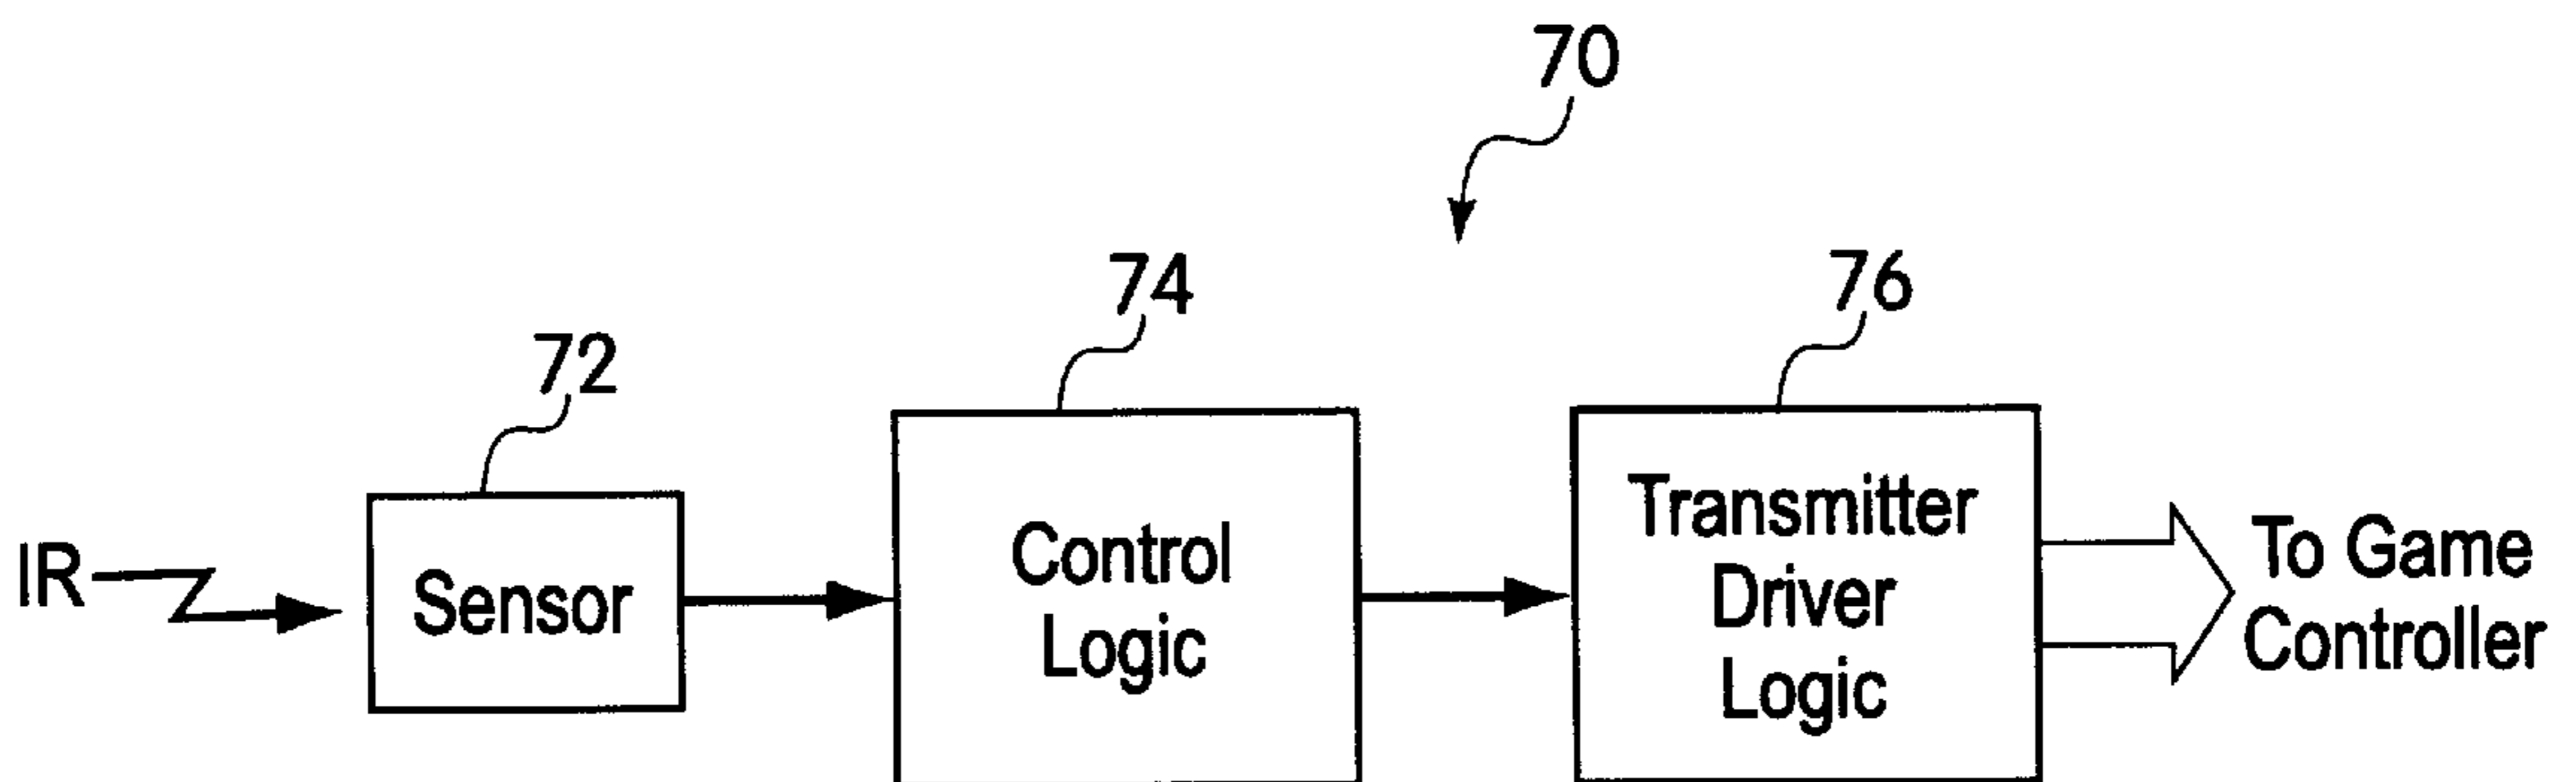 70
72
74
76
IR
Sensor
Control
Logic
Transmitter
Driver
Logic
To Game
Controller